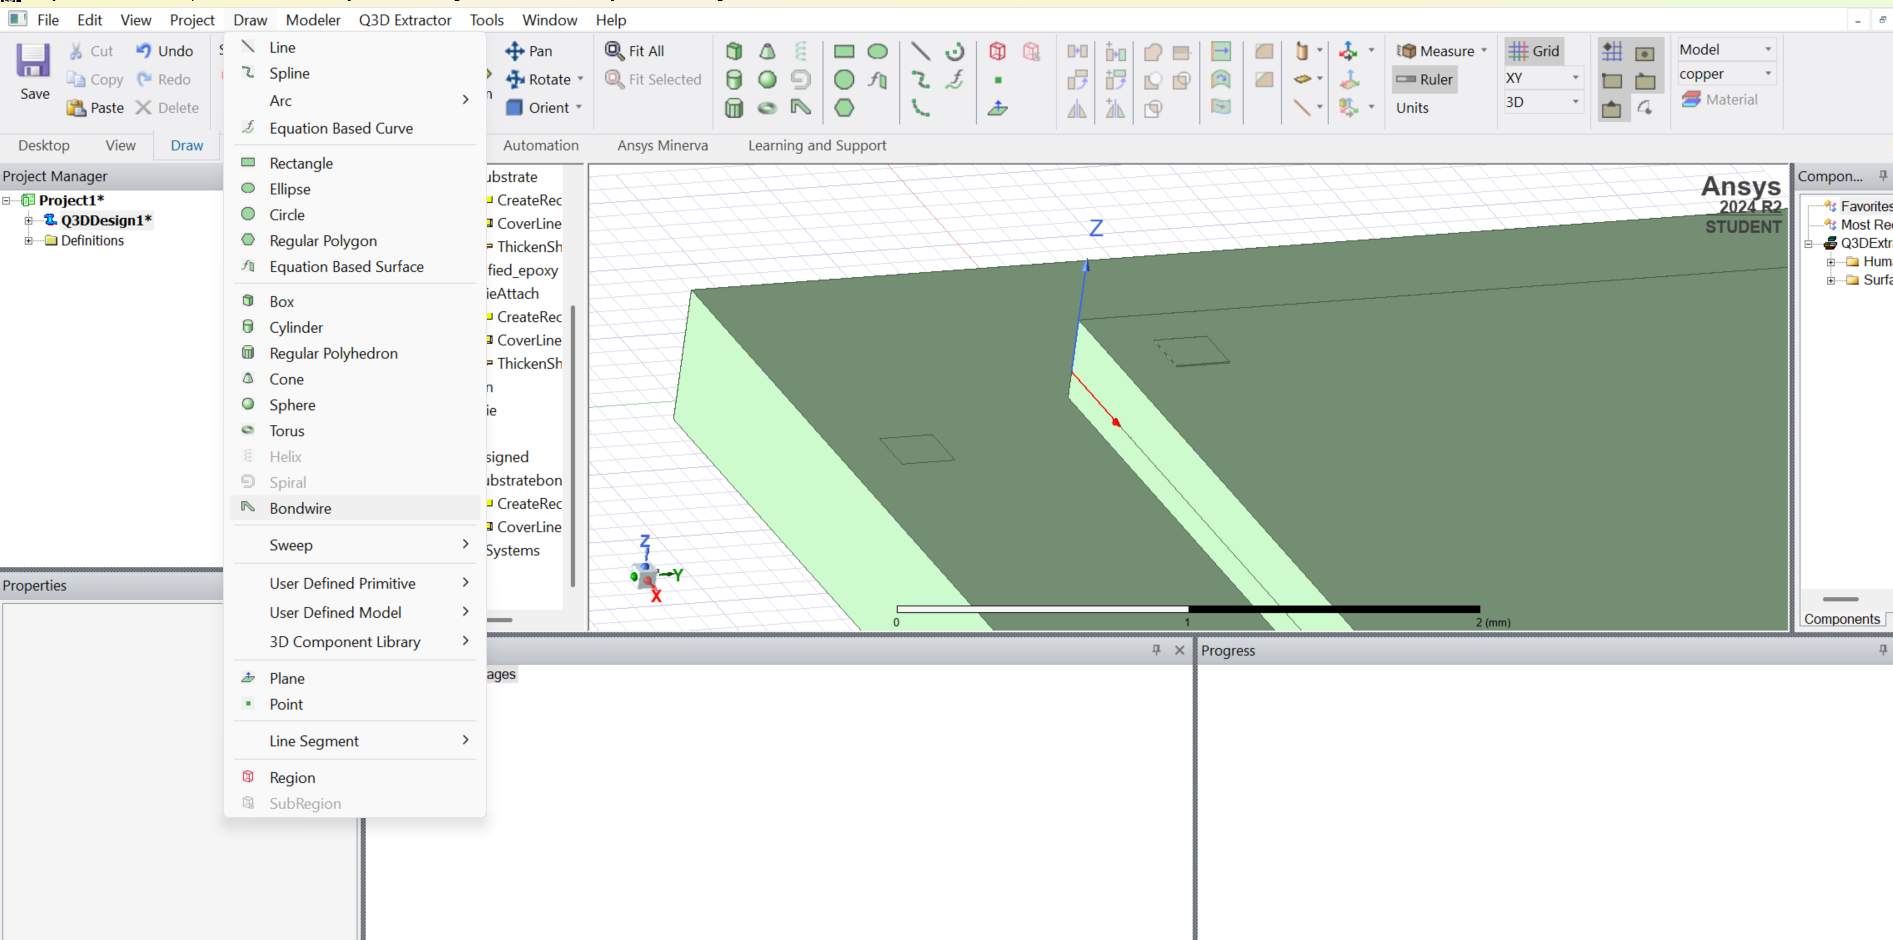 File Edit View Project Draw Modeler Q3D Extractor Tools Window Help
Save
Cut
Copy
Paste
Undo
Redo
Delete
Pan
Rotate
Orient
Fit All
Fit Selected
Measure
Ruler
Units
Grid
XY
3D
Model
copper
Material
Desktop View Draw Automation Ansys Minerva Learning and Support
Line
Spline
Arc
Equation Based Curve
Rectangle
Ellipse
Circle
Regular Polygon
Equation Based Surface
Box
Cylinder
Regular Polyhedron
Cone
Sphere
Torus
Helix
Spiral
Bondwire
Sweep
User Defined Primitive
User Defined Model
3D Component Library
Plane
Point
Line Segment
Region
SubRegion
Project Manager
Project1*
Q3DDesign1*
Definitions
Properties
ubstrate
CreateRec
CoverLine
ThickenSh
fied_epoxy
ieAttach
CreateRec
CoverLine
ThickenSh
n
ie
signed
ubstratebon
CreateRec
CoverLine
Systems
Ansys
2024 R2
STUDENT
Z
Z
Y
X
0 1 2 (mm)
Compon...
Favorites
Most Rec
Q3DExtra
Huma
Surfa
Components
ages
Progress